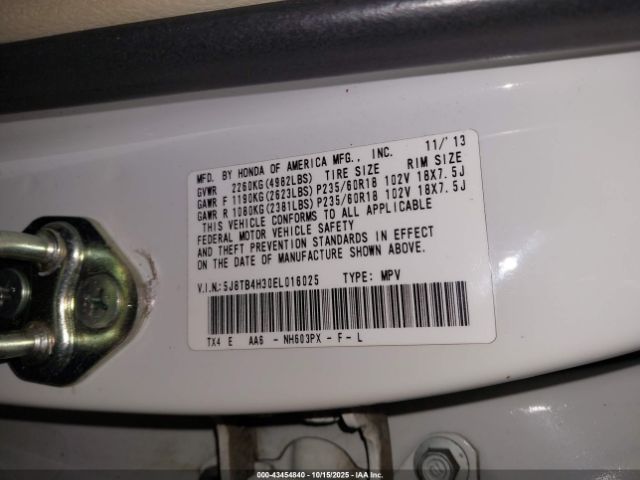 MFD. BY HONDA OF AMERICA MFG., INC. 11/'13
GVWR 2260KG(4982LBS) TIRE SIZE RIM SIZE
GAWR F 1190KG(2623LBS)P235/60R18 102V 18X7.5J
GAWR R 1080KG(2381LBS)P235/60R18 102V 18X7.5J
THIS VEHICLE CONFORMS TO ALL APPLICABLE
FEDERAL MOTOR VEHICLE SAFETY
AND THEFT PREVENTION STANDARDS IN EFFECT
ON THE DATE OF MANUFACTURE SHOWN ABOVE.
V.I.N.:5J8TB4H30EL016025 TYPE: MPV
TX4 E AA6 - NH603PX - F - L
000-43454840 - 10/15/2025 - IAA Inc.